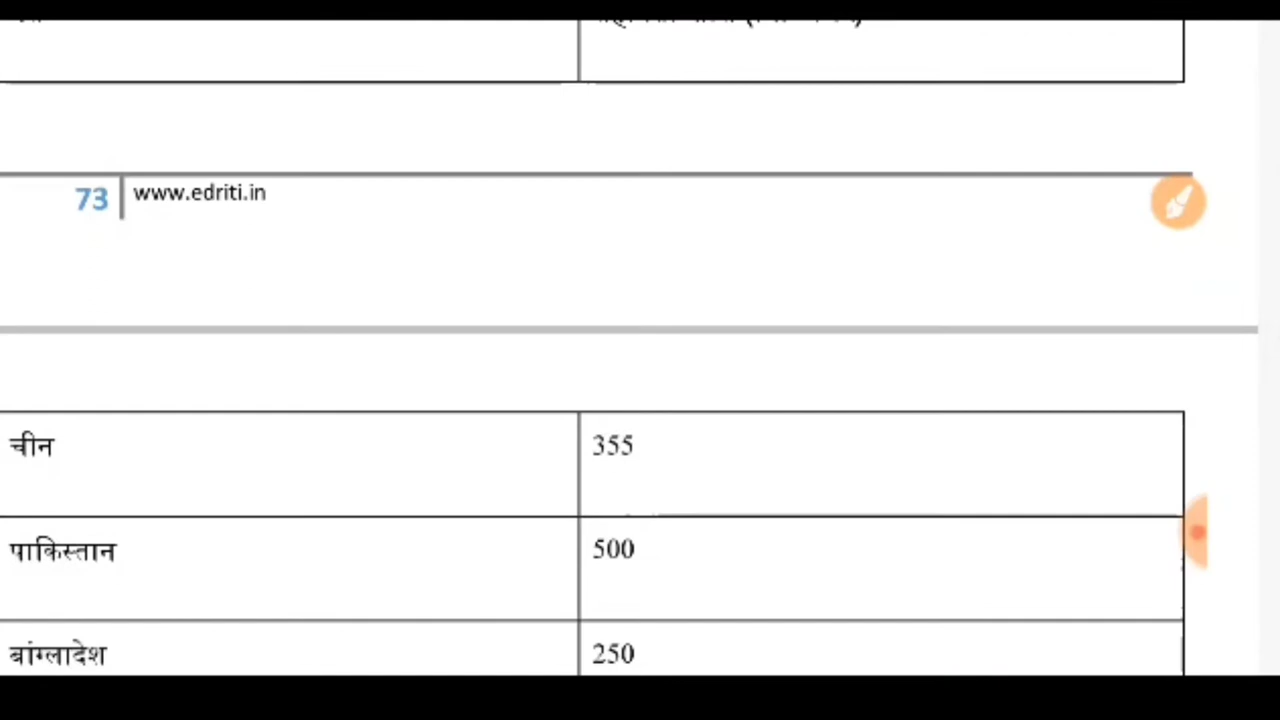 73 www.edriti.in
चीन 355
पाकिस्तान 500
बांग्लादेश 250